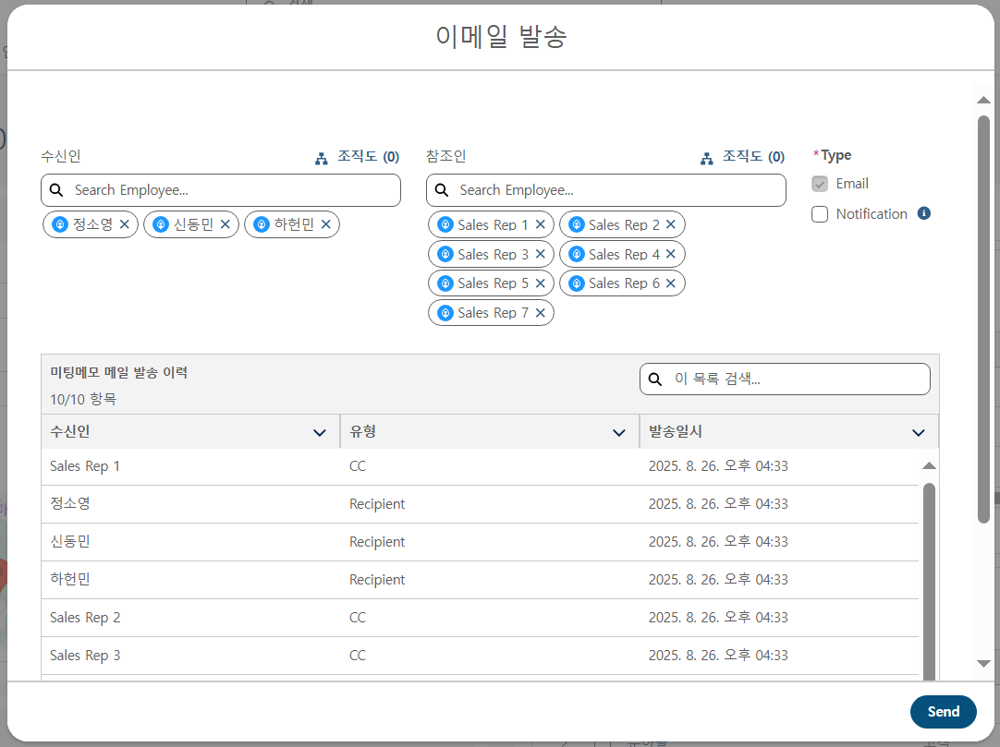 이메일 발송
수신인
조직도 (0)
참조인
조직도 (0)
*Type
Search Employee...
Search Employee...
Email
정소영
신동민
하헌민
Sales Rep 1
Sales Rep 2
Notification
Sales Rep 3
Sales Rep 4
Sales Rep 5
Sales Rep 6
Sales Rep 7
미팅메모 메일 발송 이력
10/10 항목
이 목록 검색...
수신인 유형 발송일시
Sales Rep 1 CC 2025. 8. 26. 오후 04:33
정소영 Recipient 2025. 8. 26. 오후 04:33
신동민 Recipient 2025. 8. 26. 오후 04:33
하헌민 Recipient 2025. 8. 26. 오후 04:33
Sales Rep 2 CC 2025. 8. 26. 오후 04:33
Sales Rep 3 CC 2025. 8. 26. 오후 04:33
Send